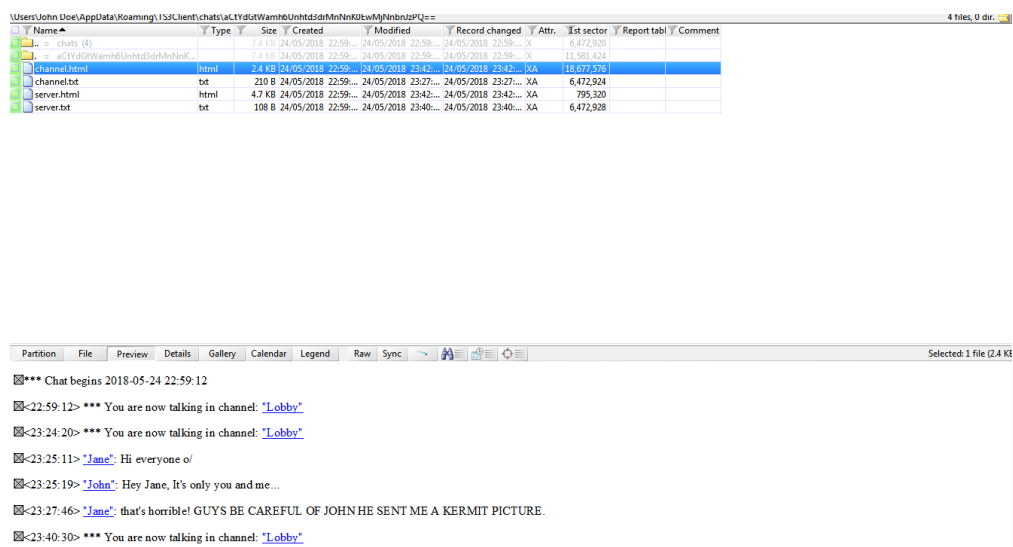 \Users\John Doe\AppData\Roaming\TS3Client\chats\aCtYdGtWamh6Unhtd3drMnNnK0EwMjNnbnJzPQ== 4 files, 0 dir.
Name Type Size Created Modified Record changed Attr. 1st sector Report tabl Comment
.. = chats (4) 7.4 KB 24/05/2018 22:59:... 24/05/2018 22:59:... 24/05/2018 22:59:... X 6,472,920
. = aCtYdGtWamh6Unhtd3drMnNnK... 7.4 KB 24/05/2018 22:59:... 24/05/2018 22:59:... 24/05/2018 22:59:... X 11,581,424
channel.html html 2.4 KB 24/05/2018 22:59:... 24/05/2018 23:42:... 24/05/2018 23:42:... XA 18,677,576
channel.txt txt 210 B 24/05/2018 22:59:... 24/05/2018 23:27:... 24/05/2018 23:27:... XA 6,472,924
server.html html 4.7 KB 24/05/2018 22:59:... 24/05/2018 23:42:... 24/05/2018 23:42:... XA 795,320
server.txt txt 108 B 24/05/2018 22:59:... 24/05/2018 23:40:... 24/05/2018 23:40:... XA 6,472,928
Partition File Preview Details Gallery Calendar Legend Raw Sync Selected: 1 file (2.4 KE
*** Chat begins 2018-05-24 22:59:12
<22:59:12> *** You are now talking in channel: "Lobby"
<23:24:20> *** You are now talking in channel: "Lobby"
<23:25:11> "Jane": Hi everyone o/
<23:25:19> "John": Hey Jane, It's only you and me...
<23:27:46> "Jane": that's horrible! GUYS BE CAREFUL OF JOHN HE SENT ME A KERMIT PICTURE.
<23:40:30> *** You are now talking in channel: "Lobby"